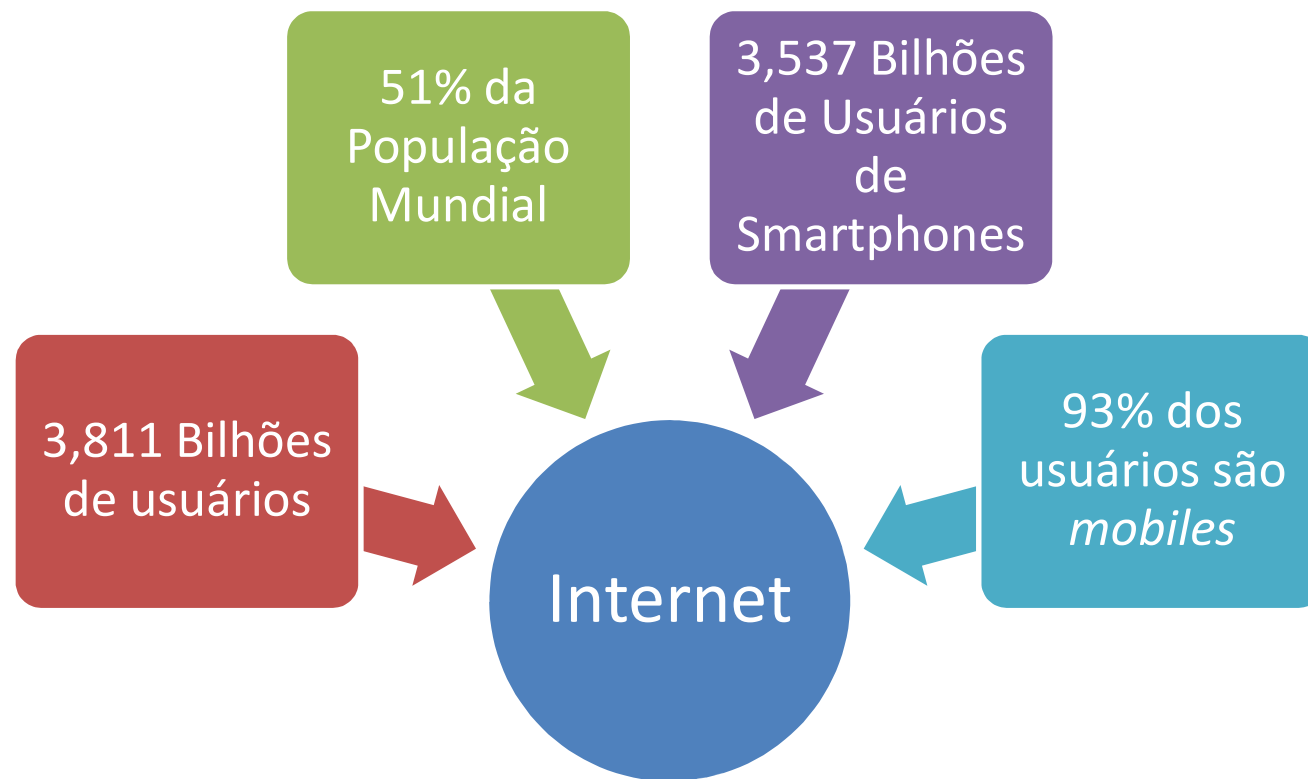 51% da
População
Mundial
3,537 Bilhões
de Usuários
de
Smartphones
3,811 Bilhões
de usuários
93% dos
usuários são
mobiles
Internet